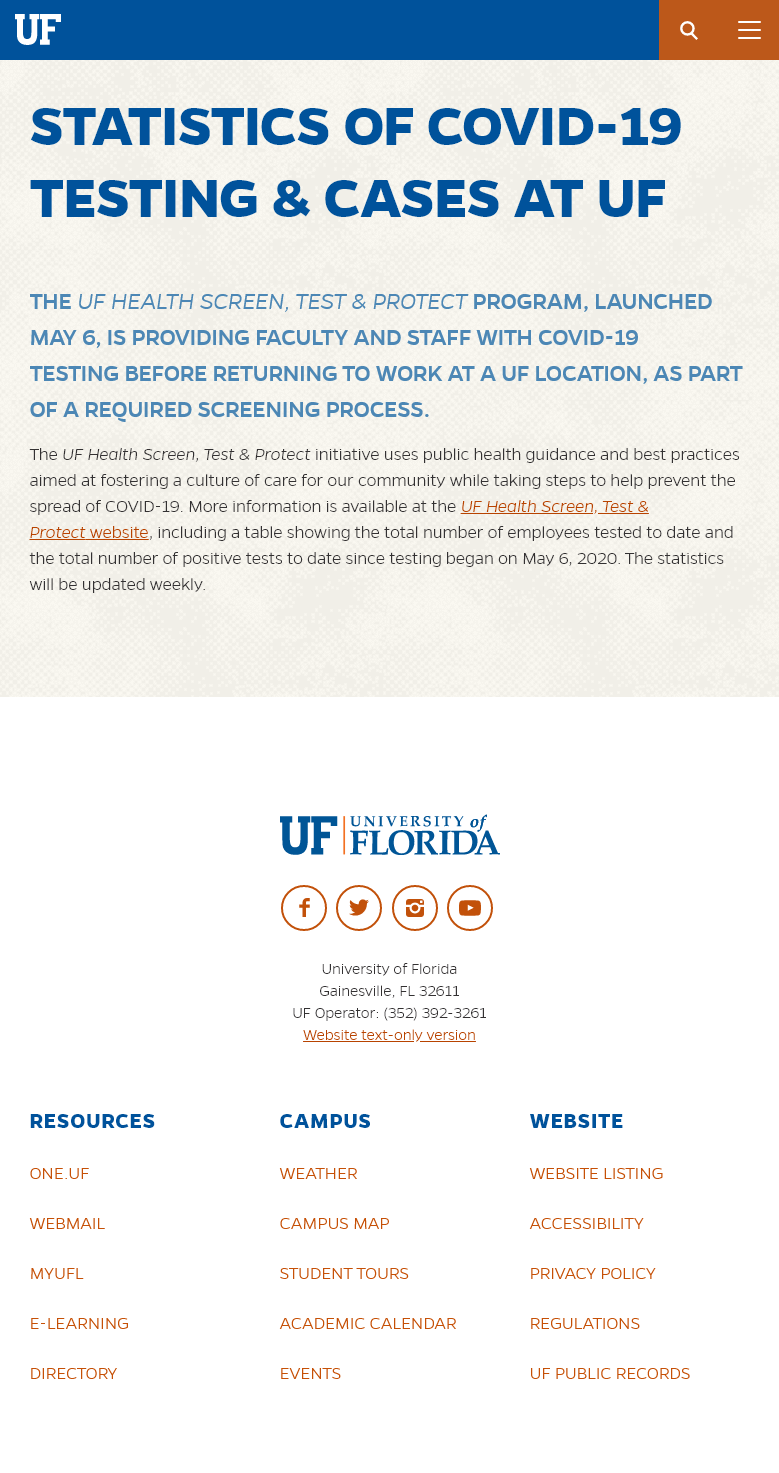 UF
STATISTICS OF COVID-19
TESTING & CASES AT UF
THE UF HEALTH SCREEN, TEST & PROTECT PROGRAM, LAUNCHED
MAY 6, IS PROVIDING FACULTY AND STAFF WITH COVID-19
TESTING BEFORE RETURNING TO WORK AT A UF LOCATION, AS PART
OF A REQUIRED SCREENING PROCESS.
The UF Health Screen, Test & Protect initiative uses public health guidance and best practices
aimed at fostering a culture of care for our community while taking steps to help prevent the
spread of COVID-19. More information is available at the UF Health Screen, Test &
Protect website, including a table showing the total number of employees tested to date and
the total number of positive tests to date since testing began on May 6, 2020. The statistics
will be updated weekly.
UF UNIVERSITY of
FLORIDA
University of Florida
Gainesville, FL 32611
UF Operator: (352) 392-3261
Website text-only version
RESOURCES
ONE.UF
WEBMAIL
MYUFL
E-LEARNING
DIRECTORY
CAMPUS
WEATHER
CAMPUS MAP
STUDENT TOURS
ACADEMIC CALENDAR
EVENTS
WEBSITE
WEBSITE LISTING
ACCESSIBILITY
PRIVACY POLICY
REGULATIONS
UF PUBLIC RECORDS